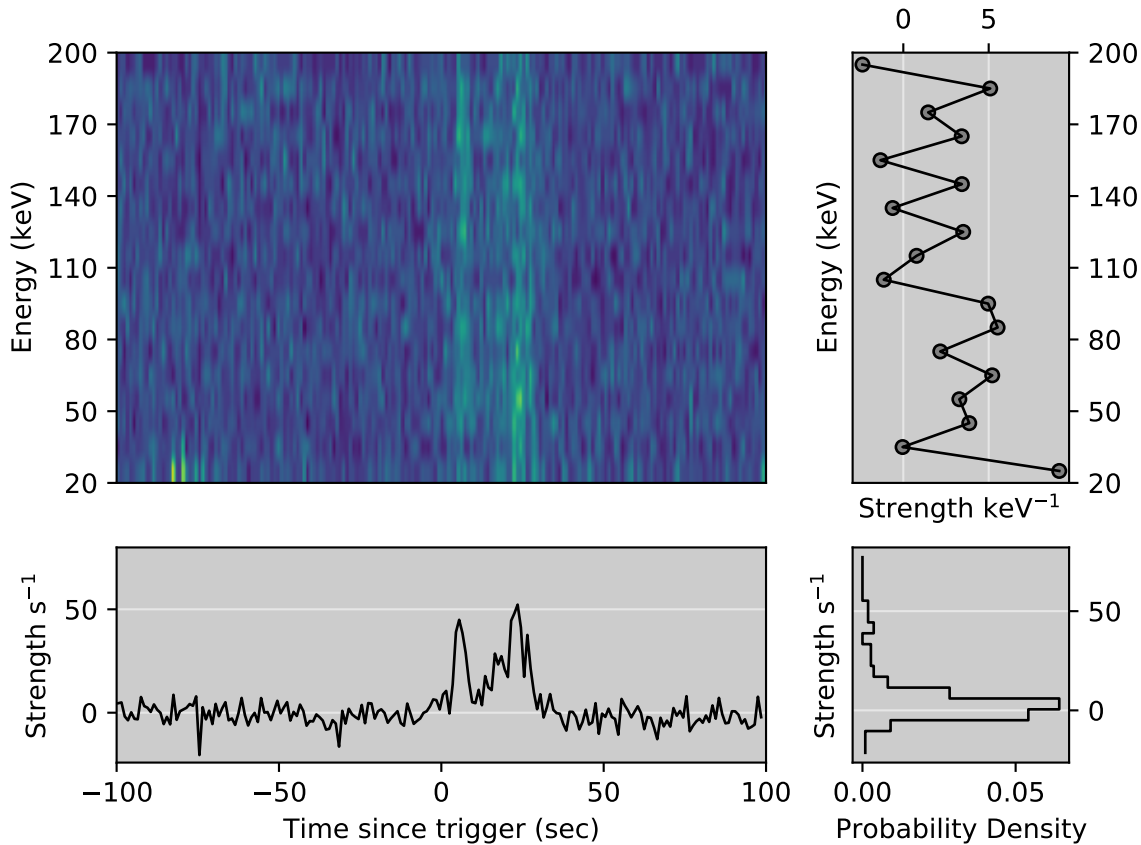 0 5
200 200
170 170
140 140
110 110
80 80
50 50
20 20
Energy (keV)
Energy (keV)
Strength keV⁻¹
Strength s⁻¹
50
0
−100 −50 0 50 100
Time since trigger (sec)
Strength s⁻¹
50
0
0.00 0.05
Probability Density